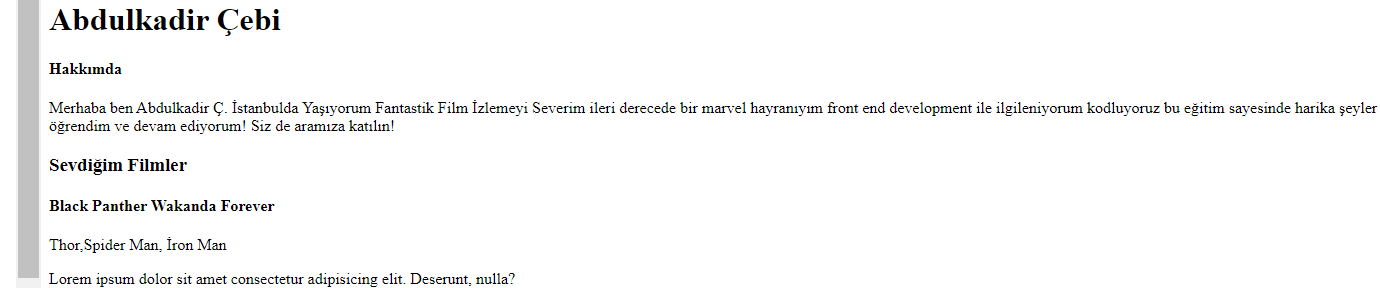 Abdulkadir Çebi
Hakkımda
Merhaba ben Abdulkadir Ç. İstanbulda Yaşıyorum Fantastik Film İzlemeyi Severim ileri derecede bir marvel hayranıyım front end development ile ilgileniyorum kodluyoruz bu eğitim sayesinde harika şeyler
öğrendim ve devam ediyorum! Siz de aramıza katılın!
Sevdiğim Filmler
Black Panther Wakanda Forever
Thor,Spider Man, İron Man
Lorem ipsum dolor sit amet consectetur adipisicing elit. Deserunt, nulla?